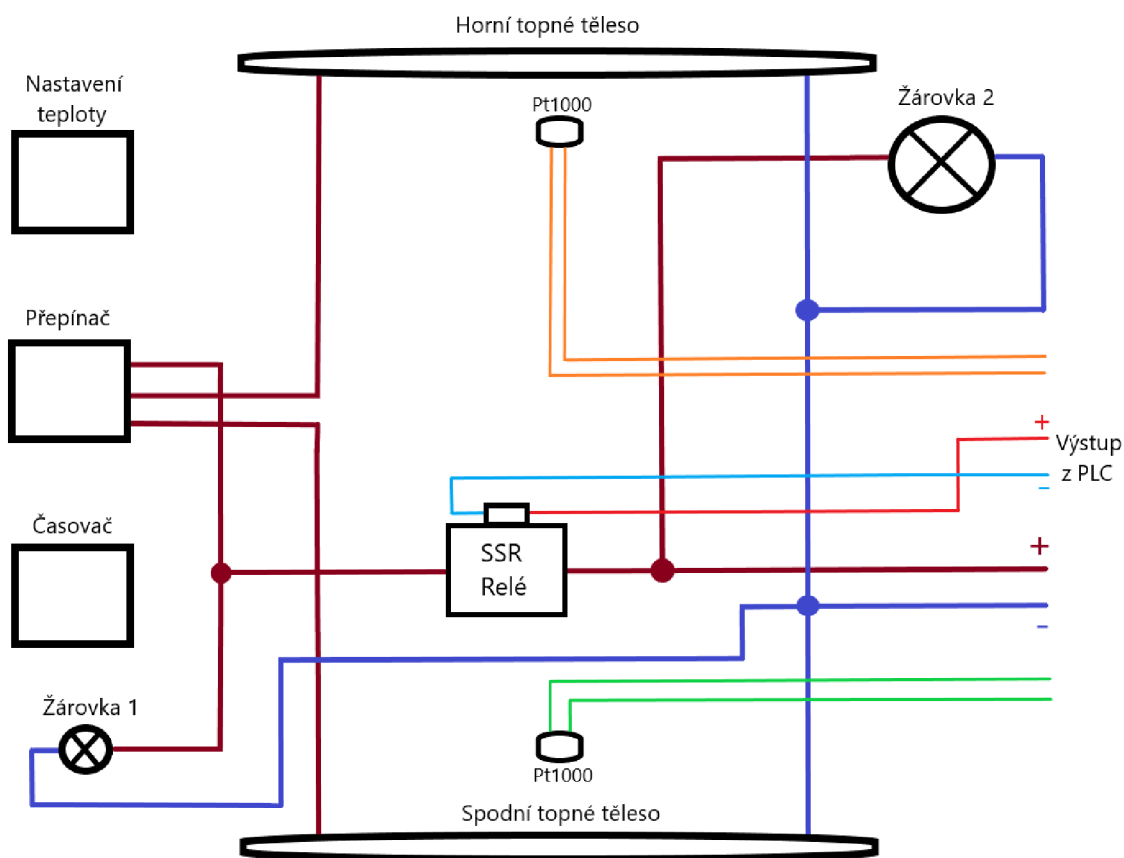 Horní topné těleso
Nastavení
teploty
Pt1000
Žárovka 2
Přepínač
+
Výstup
z PLC
−
Časovač
SSR
Relé
+
−
Žárovka 1
Pt1000
Spodní topné těleso